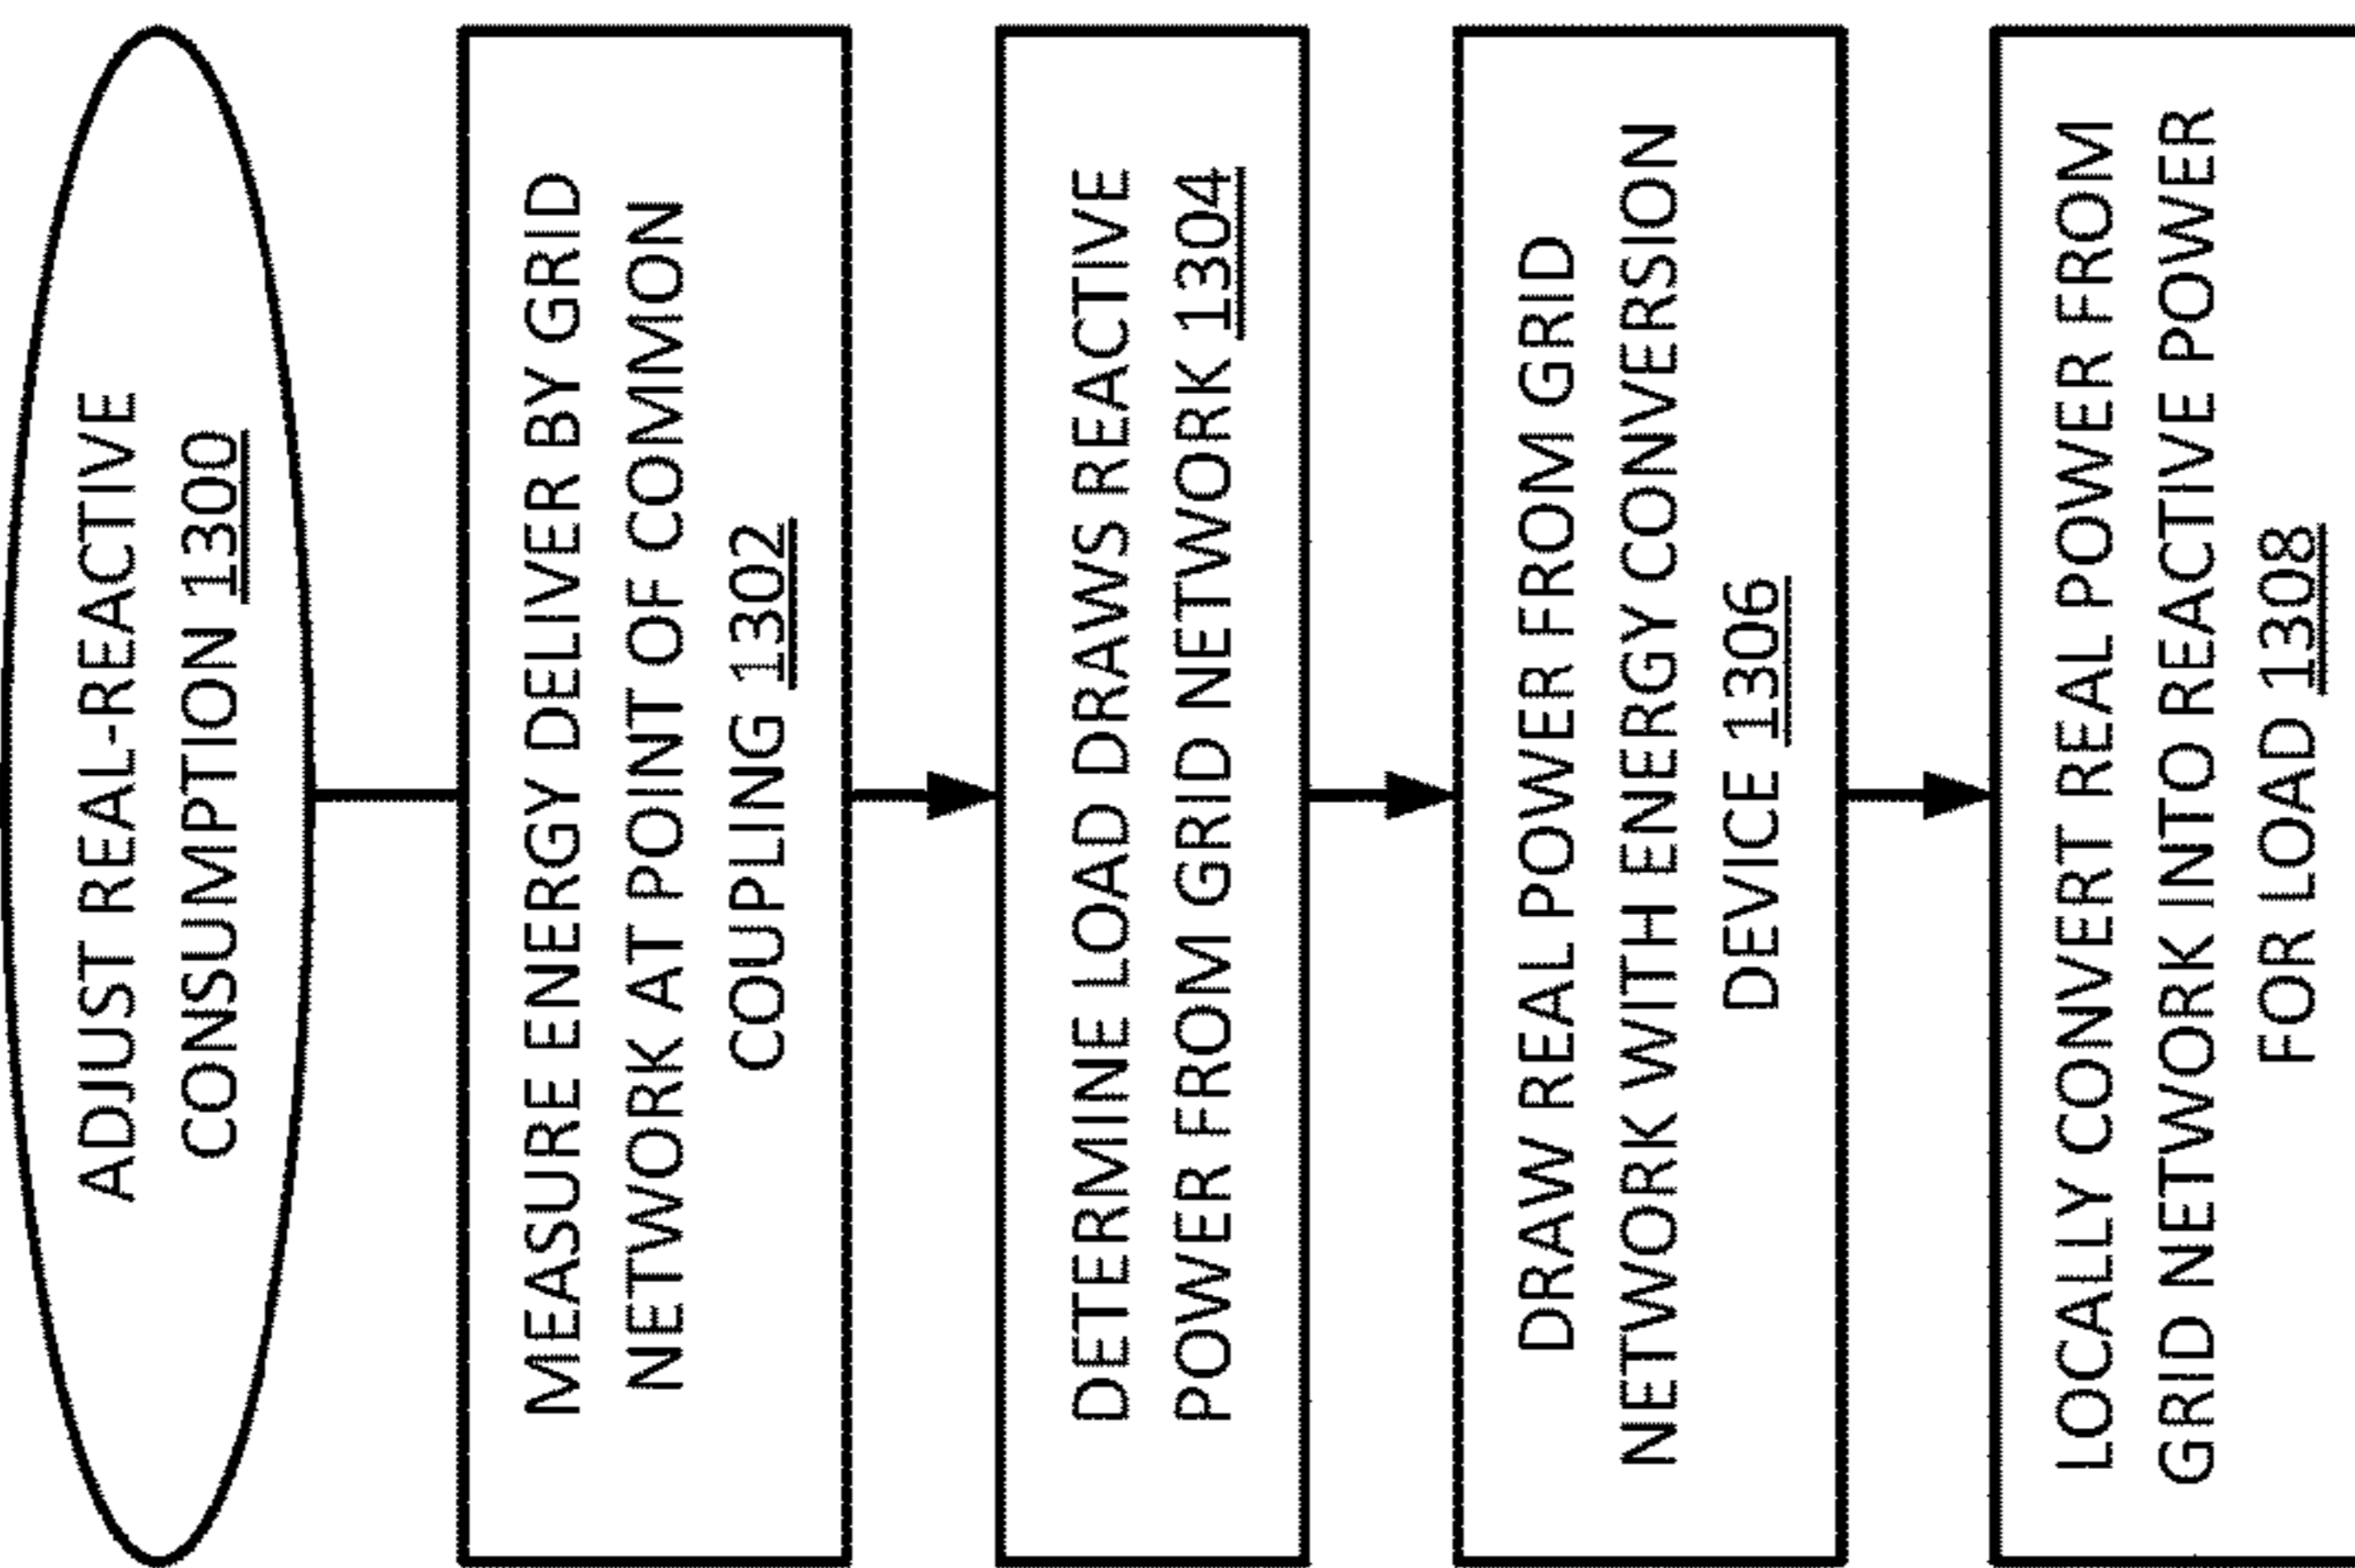 ADJUST REAL-REACTIVE
CONSUMPTION 1300
MEASURE ENERGY DELIVER BY GRID
NETWORK AT POINT OF COMMON
COUPLING 1302
DETERMINE LOAD DRAWS REACTIVE
POWER FROM GRID NETWORK 1304
DRAW REAL POWER FROM GRID
NETWORK WITH ENERGY CONVERSION
DEVICE 1306
LOCALLY CONVERT REAL POWER FROM
GRID NETWORK INTO REACTIVE POWER
FOR LOAD 1308